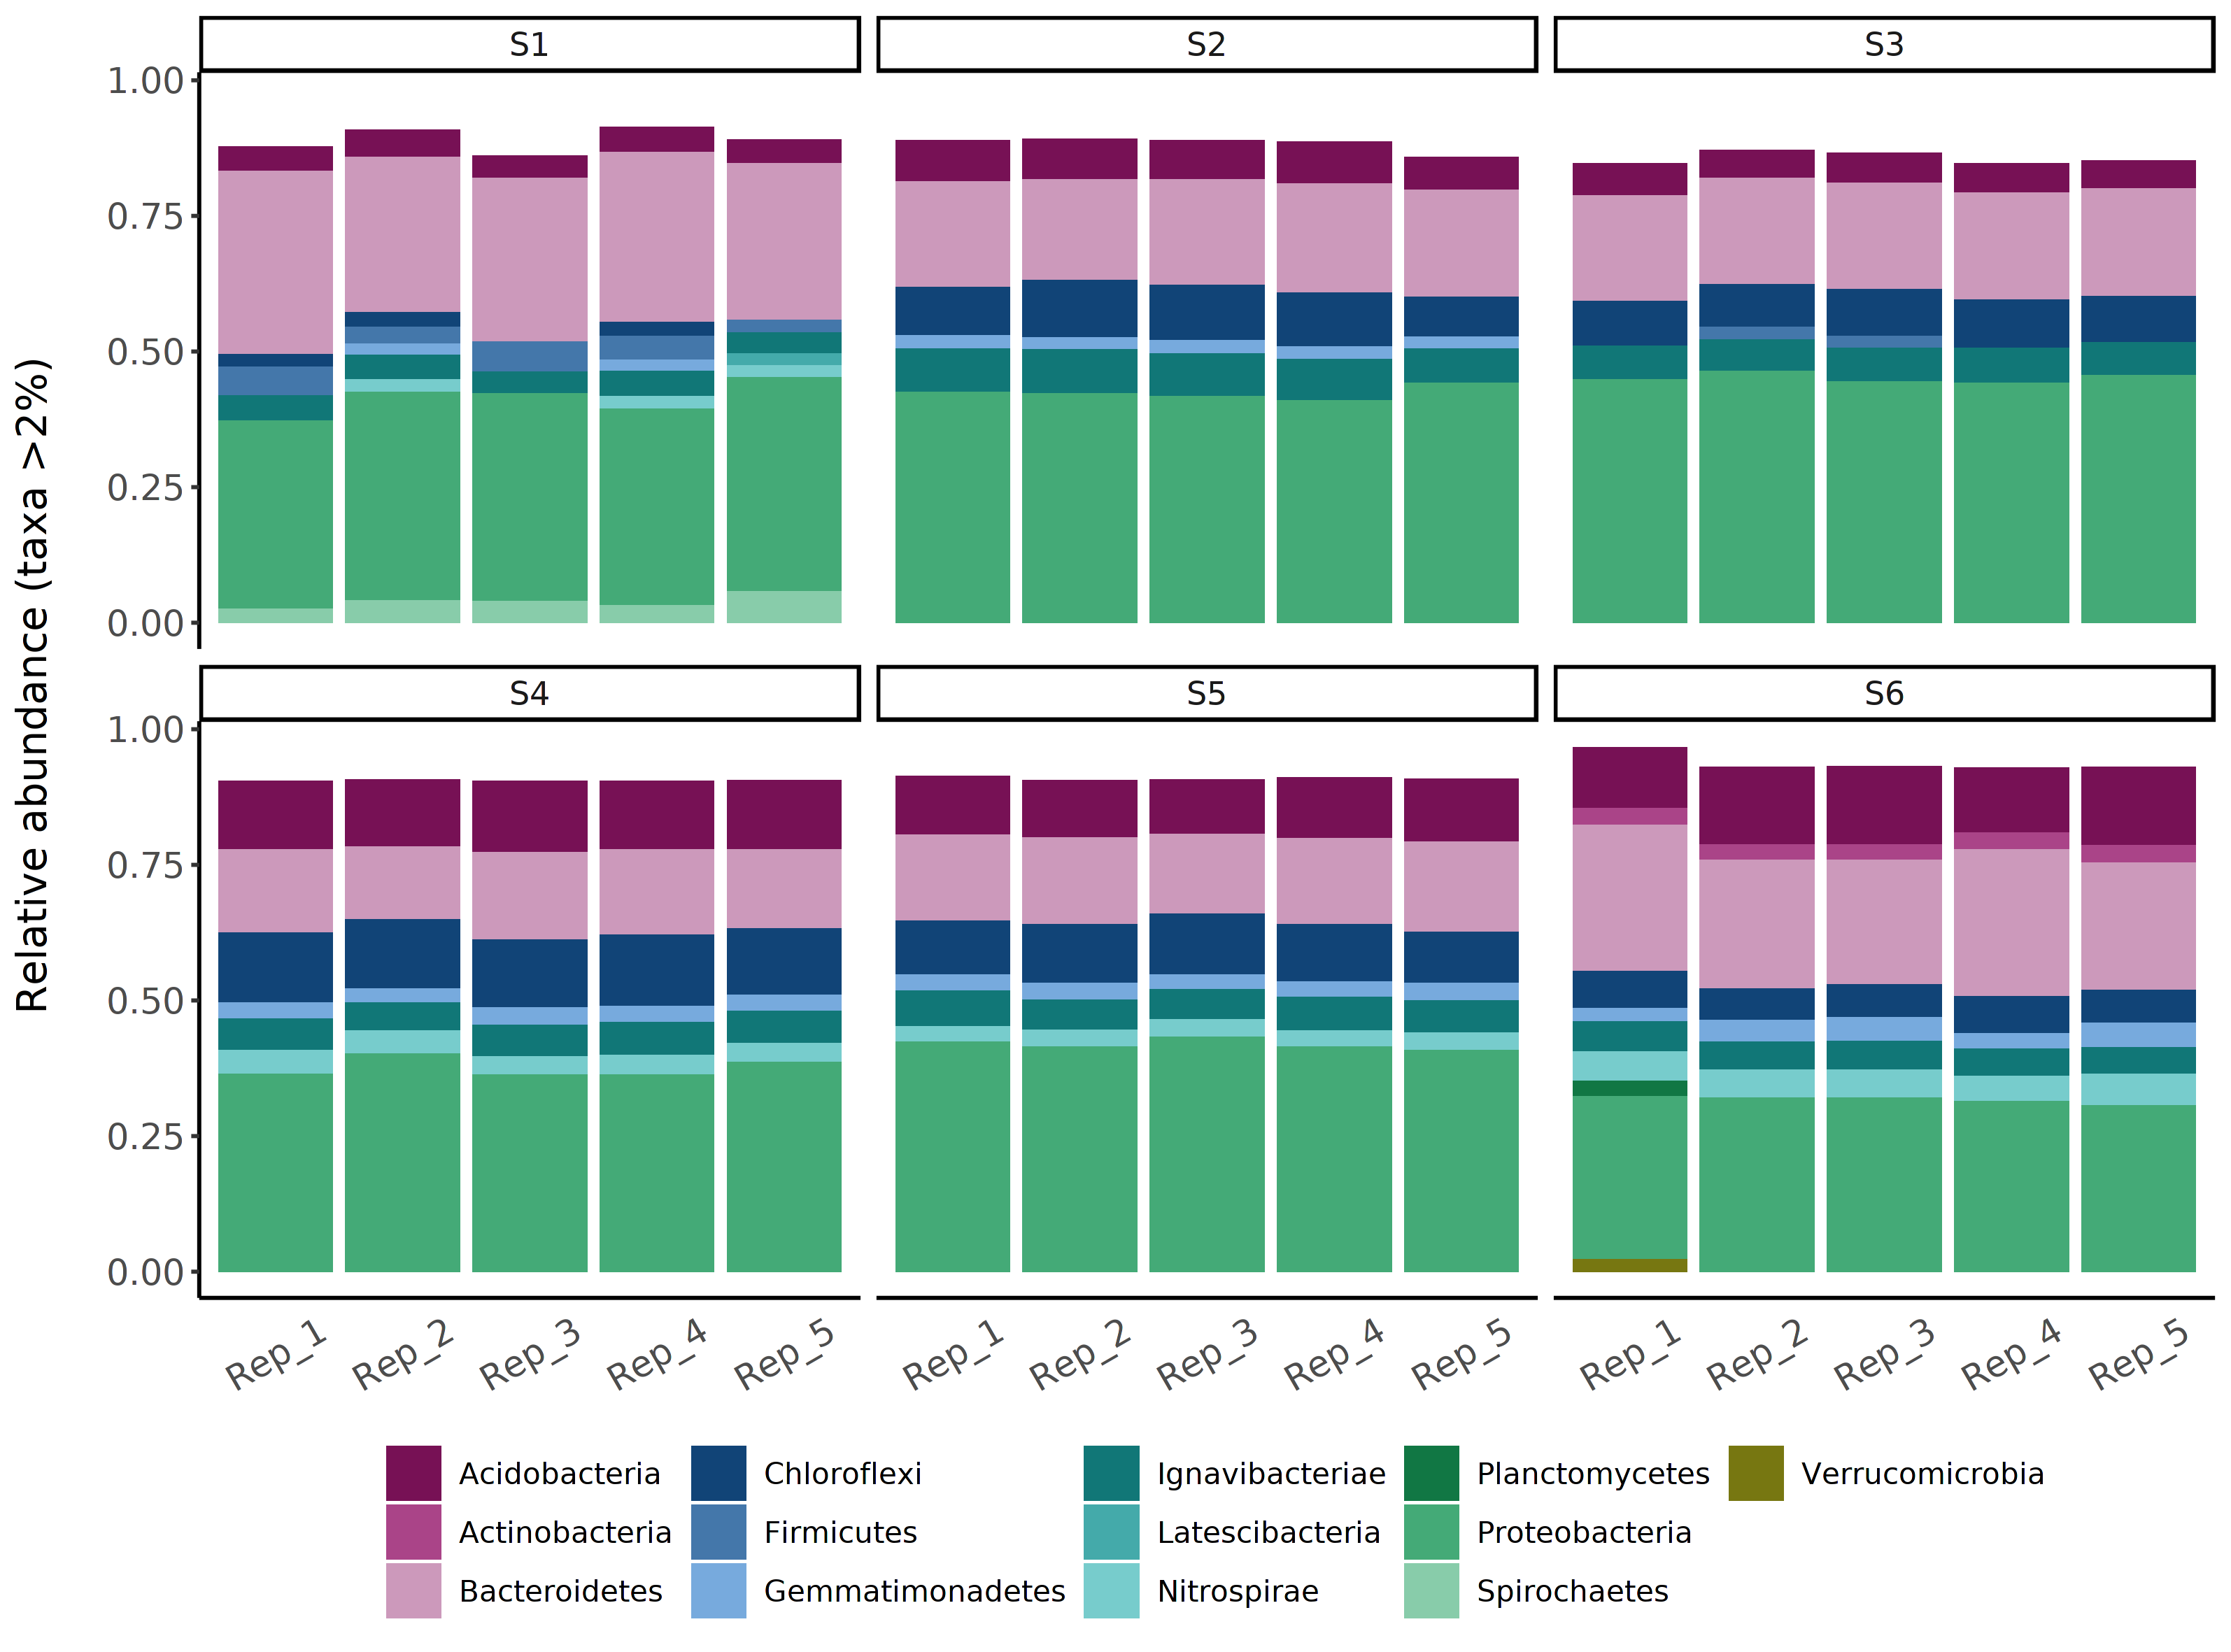 S1 S2 S3
1.00
0.75
0.50
0.25
0.00
Relative abundance (taxa >2%)
S4 S5 S6
1.00
0.75
0.50
0.25
0.00
Rep_1 Rep_2 Rep_3 Rep_4 Rep_5 Rep_1 Rep_2 Rep_3 Rep_4 Rep_5 Rep_1 Rep_2 Rep_3 Rep_4 Rep_5
Acidobacteria Chloroflexi Ignavibacteriae Planctomycetes Verrucomicrobia
Actinobacteria Firmicutes Latescibacteria Proteobacteria
Bacteroidetes Gemmatimonadetes Nitrospirae Spirochaetes